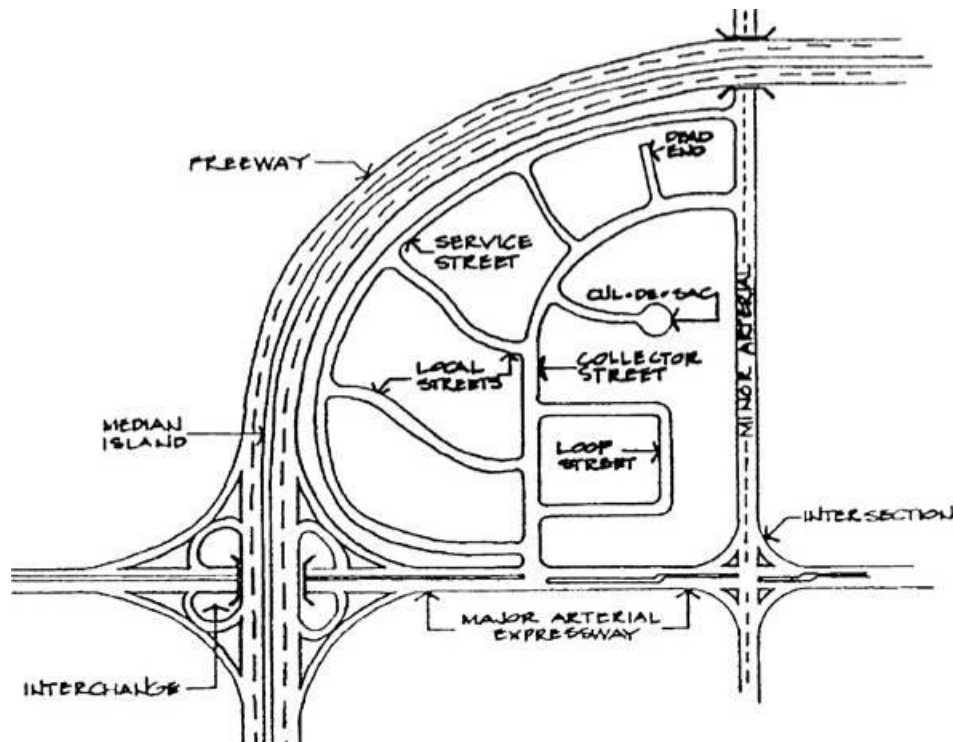 DEAD
END
FREEWAY
SERVICE
STREET
CUL·DE·SAC
MINOR ARTERIAL
LOCAL
STREETS
COLLECTOR
STREET
MEDIAN
ISLAND
LOOP
STREET
INTERSECTION
MAJOR ARTERIAL
EXPRESSWAY
INTERCHANGE